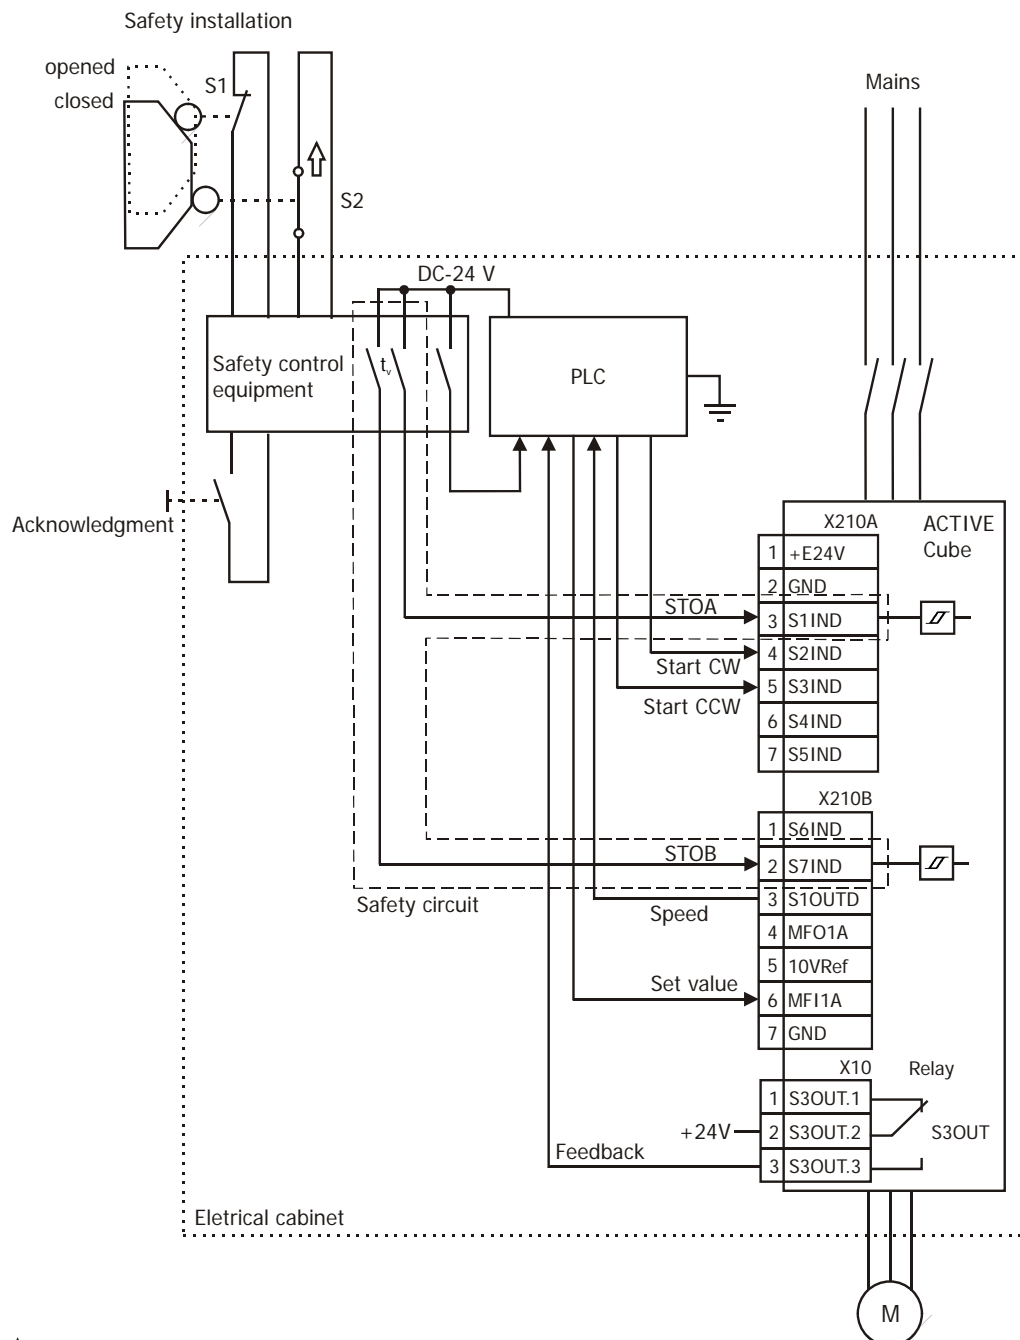 Safety installation
opened
closed
S1
S2
Mains
DC-24 V
Safety control
equipment
tv
PLC
Acknowledgment
X210A
ACTIVE
Cube
1 +E24V
2 GND
STOA
3 S1IND
4 S2IND
Start CW
5 S3IND
Start CCW
6 S4IND
7 S5IND
X210B
1 S6IND
STOB
2 S7IND
Safety circuit
3 S1OUTD
Speed
4 MFO1A
5 10VRef
Set value
6 MFI1A
7 GND
X10
Relay
1 S3OUT.1
+24V
2 S3OUT.2
S3OUT
Feedback
3 S3OUT.3
Eletrical cabinet
M